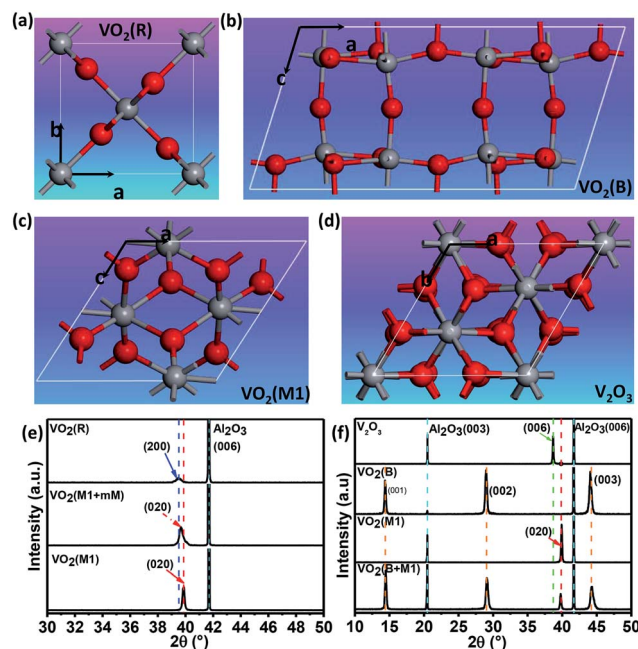 (a)
VO₂(R)
b
a
(b)
a
c
VO₂(B)
(c)
a
c
VO₂(M1)
(d)
a
b
V₂O₃
(e)
VO₂(R)
(200)
Al₂O₃
(006)
VO₂(M1+mM)
(020)
VO₂(M1)
(020)
Intensity (a.u.)
30 32 34 36 38 40 42 44 46 48 50
2θ (°)
(f)
V₂O₃
Al₂O₃(003)
(006)
Al₂O₃(006)
VO₂(B)
(001)
(002)
(003)
VO₂(M1)
(020)
VO₂(B+M1)
Intensity (a.u)
10 15 20 25 30 35 40 45 50
2θ (°)